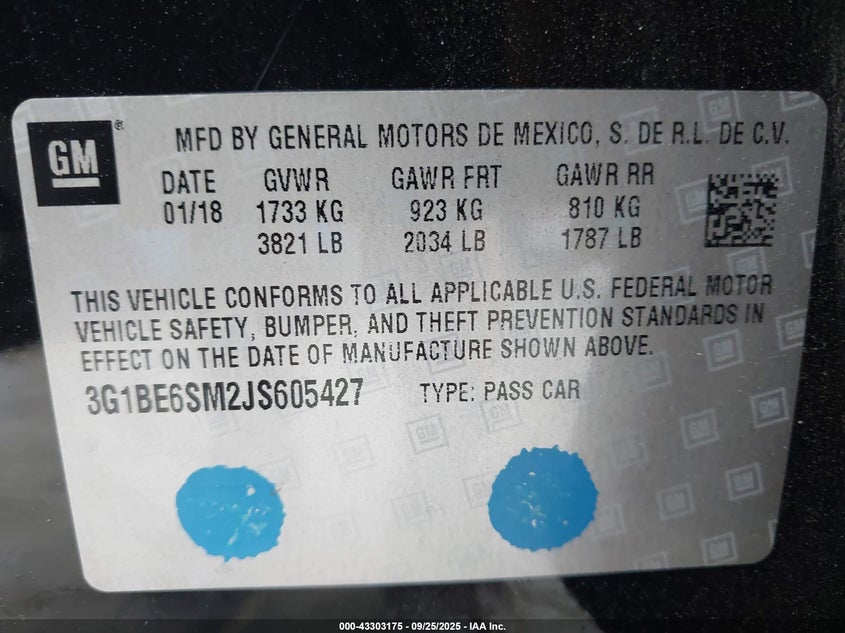 GM®
MFD BY GENERAL MOTORS DE MEXICO, S. DE R.L. DE C.V.
DATE GVWR GAWR FRT GAWR RR
01/18 1733 KG 923 KG 810 KG
3821 LB 2034 LB 1787 LB
THIS VEHICLE CONFORMS TO ALL APPLICABLE U.S. FEDERAL MOTOR
VEHICLE SAFETY, BUMPER, AND THEFT PREVENTION STANDARDS IN
EFFECT ON THE DATE OF MANUFACTURE SHOWN ABOVE.
3G1BE6SM2JS605427 TYPE: PASS CAR
000-43303175 - 09/25/2025 - IAA Inc.